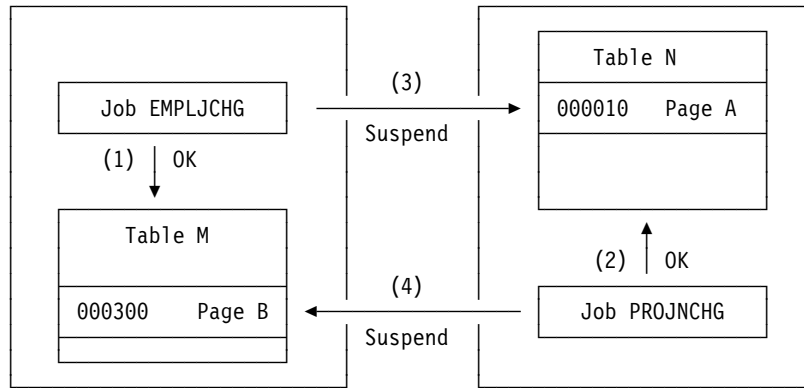 Table N
(3)
Job EMPLJCHG
000010 Page A
Suspend
(1) OK
Table M
(2) OK
(4)
000300 Page B
Job PROJNCHG
Suspend